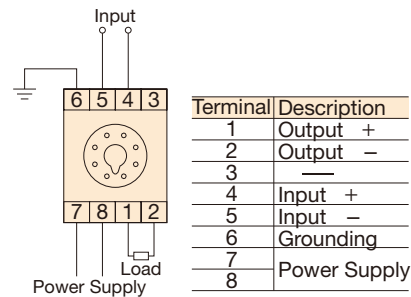 Input
6 5 4 3
7 8 1 2
Load
Power Supply
Terminal Description
1 Output +
2 Output −
3 —
4 Input +
5 Input −
6 Grounding
7
8 Power Supply